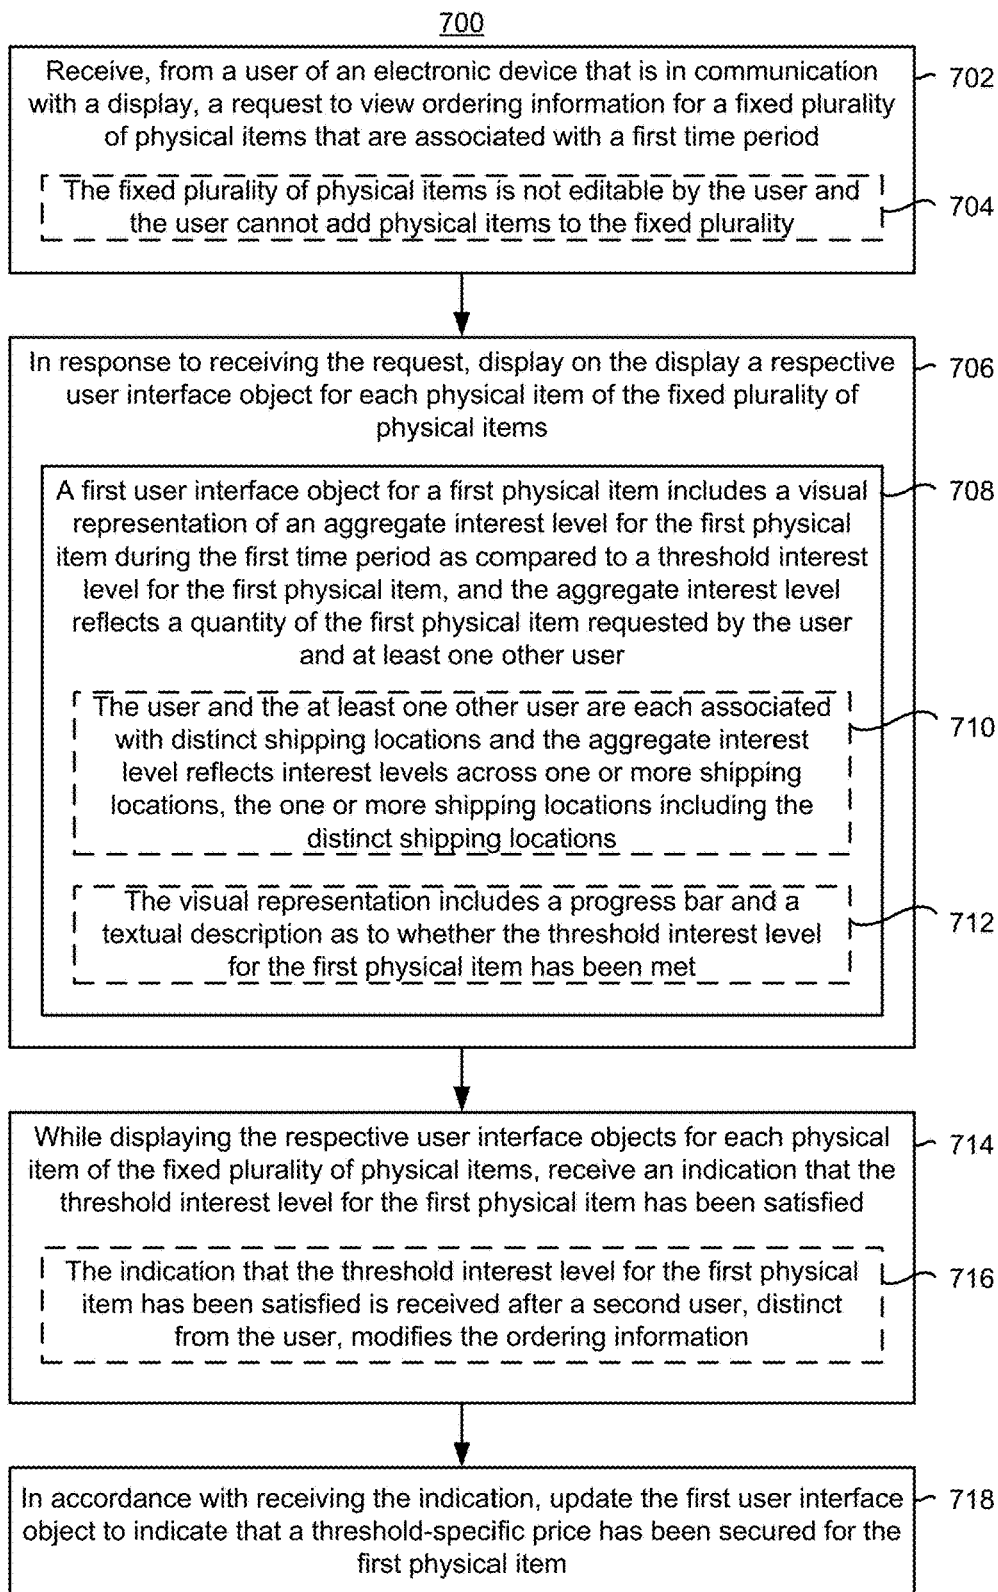 700
Receive, from a user of an electronic device that is in communication
with a display, a request to view ordering information for a fixed plurality
of physical items that are associated with a first time period
702
The fixed plurality of physical items is not editable by the user and
the user cannot add physical items to the fixed plurality
704
In response to receiving the request, display on the display a respective
user interface object for each physical item of the fixed plurality of
physical items
706
A first user interface object for a first physical item includes a visual
representation of an aggregate interest level for the first physical
item during the first time period as compared to a threshold interest
level for the first physical item, and the aggregate interest level
reflects a quantity of the first physical item requested by the user
and at least one other user
708
The user and the at least one other user are each associated
with distinct shipping locations and the aggregate interest
level reflects interest levels across one or more shipping
locations, the one or more shipping locations including the
distinct shipping locations
710
The visual representation includes a progress bar and a
textual description as to whether the threshold interest level
for the first physical item has been met
712
While displaying the respective user interface objects for each physical
item of the fixed plurality of physical items, receive an indication that the
threshold interest level for the first physical item has been satisfied
714
The indication that the threshold interest level for the first physical
item has been satisfied is received after a second user, distinct
from the user, modifies the ordering information
716
In accordance with receiving the indication, update the first user interface
object to indicate that a threshold-specific price has been secured for the
first physical item
718